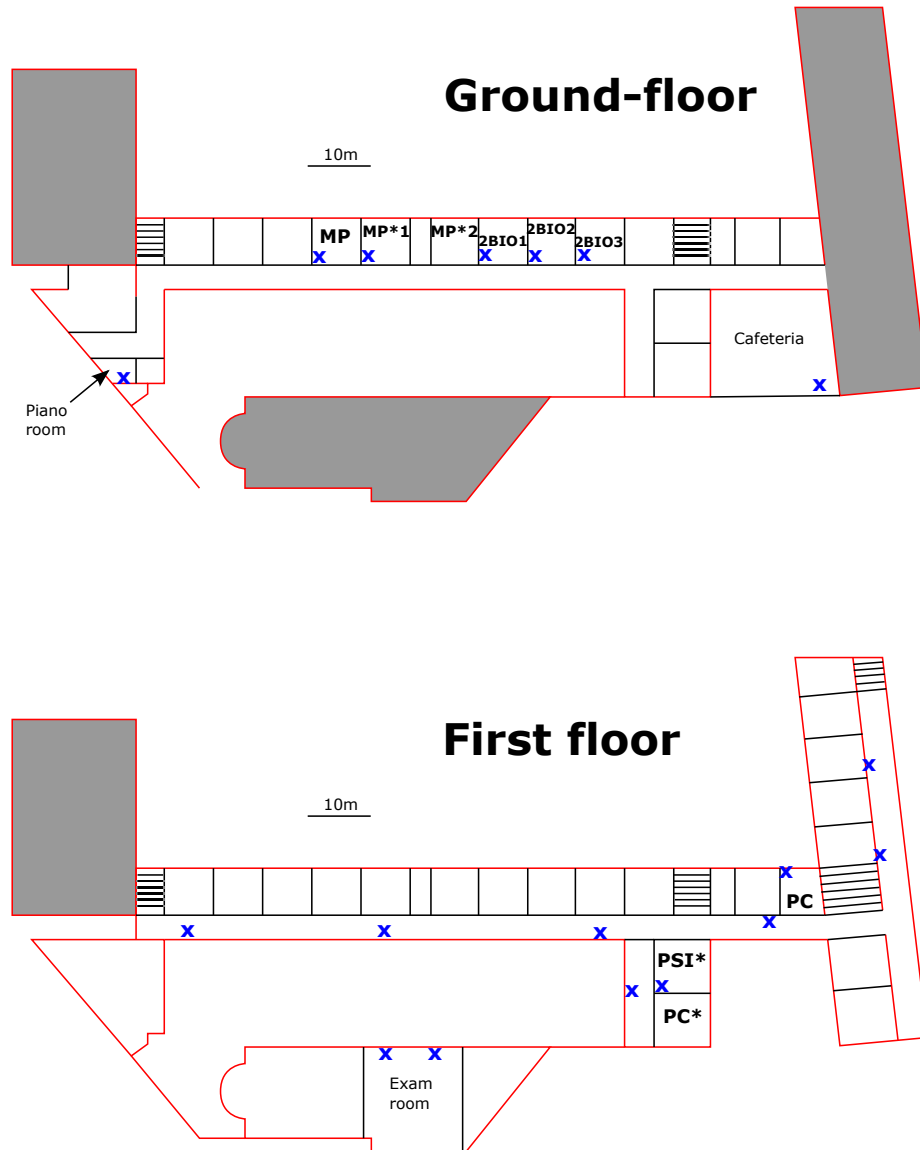 Ground-floor
10m
MP
MP*1
MP*2
2BIO1
2BIO2
2BIO3
x
x
x
x
x
Cafeteria
x
x
Piano
room
First floor
10m
x
x
x
PC
x
x
x
x
x
PSI*
x
x
PC*
x
x
Exam
room